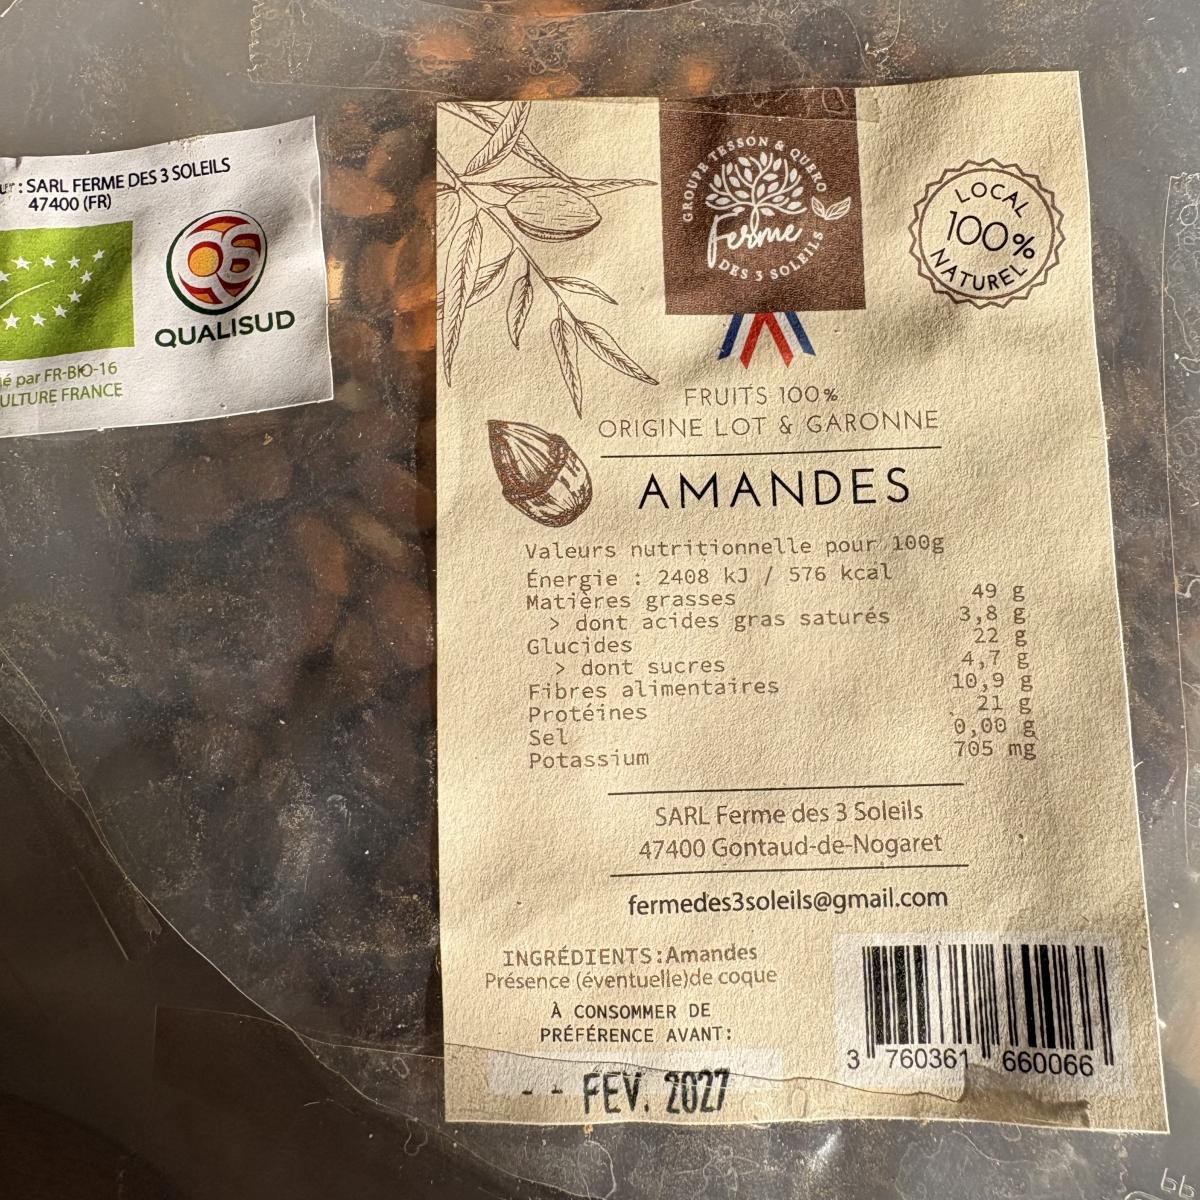 : SARL FERME DES 3 SOLEILS
47400 (FR)
QUALISUD
é par FR-BIO-16
ULTURE FRANCE
GROUPE TESSON & QUERO
Ferme
DES 3 SOLEILS
LOCAL
100%
NATUREL
FRUITS 100%
ORIGINE LOT & GARONNE
AMANDES
Valeurs nutritionnelle pour 100g
Énergie : 2408 kJ / 576 kcal
Matières grasses 49 g
> dont acides gras saturés 3,8 g
Glucides 22 g
> dont sucres 4,7 g
Fibres alimentaires 10,9 g
Protéines 21 g
Sel 0,00 g
Potassium 705 mg
SARL Ferme des 3 Soleils
47400 Gontaud-de-Nogaret
fermedes3soleils@gmail.com
INGRÉDIENTS:Amandes
Présence (éventuelle)de coque
À CONSOMMER DE
PRÉFÉRENCE AVANT:
- - FEV. 2027
3 760361 660066